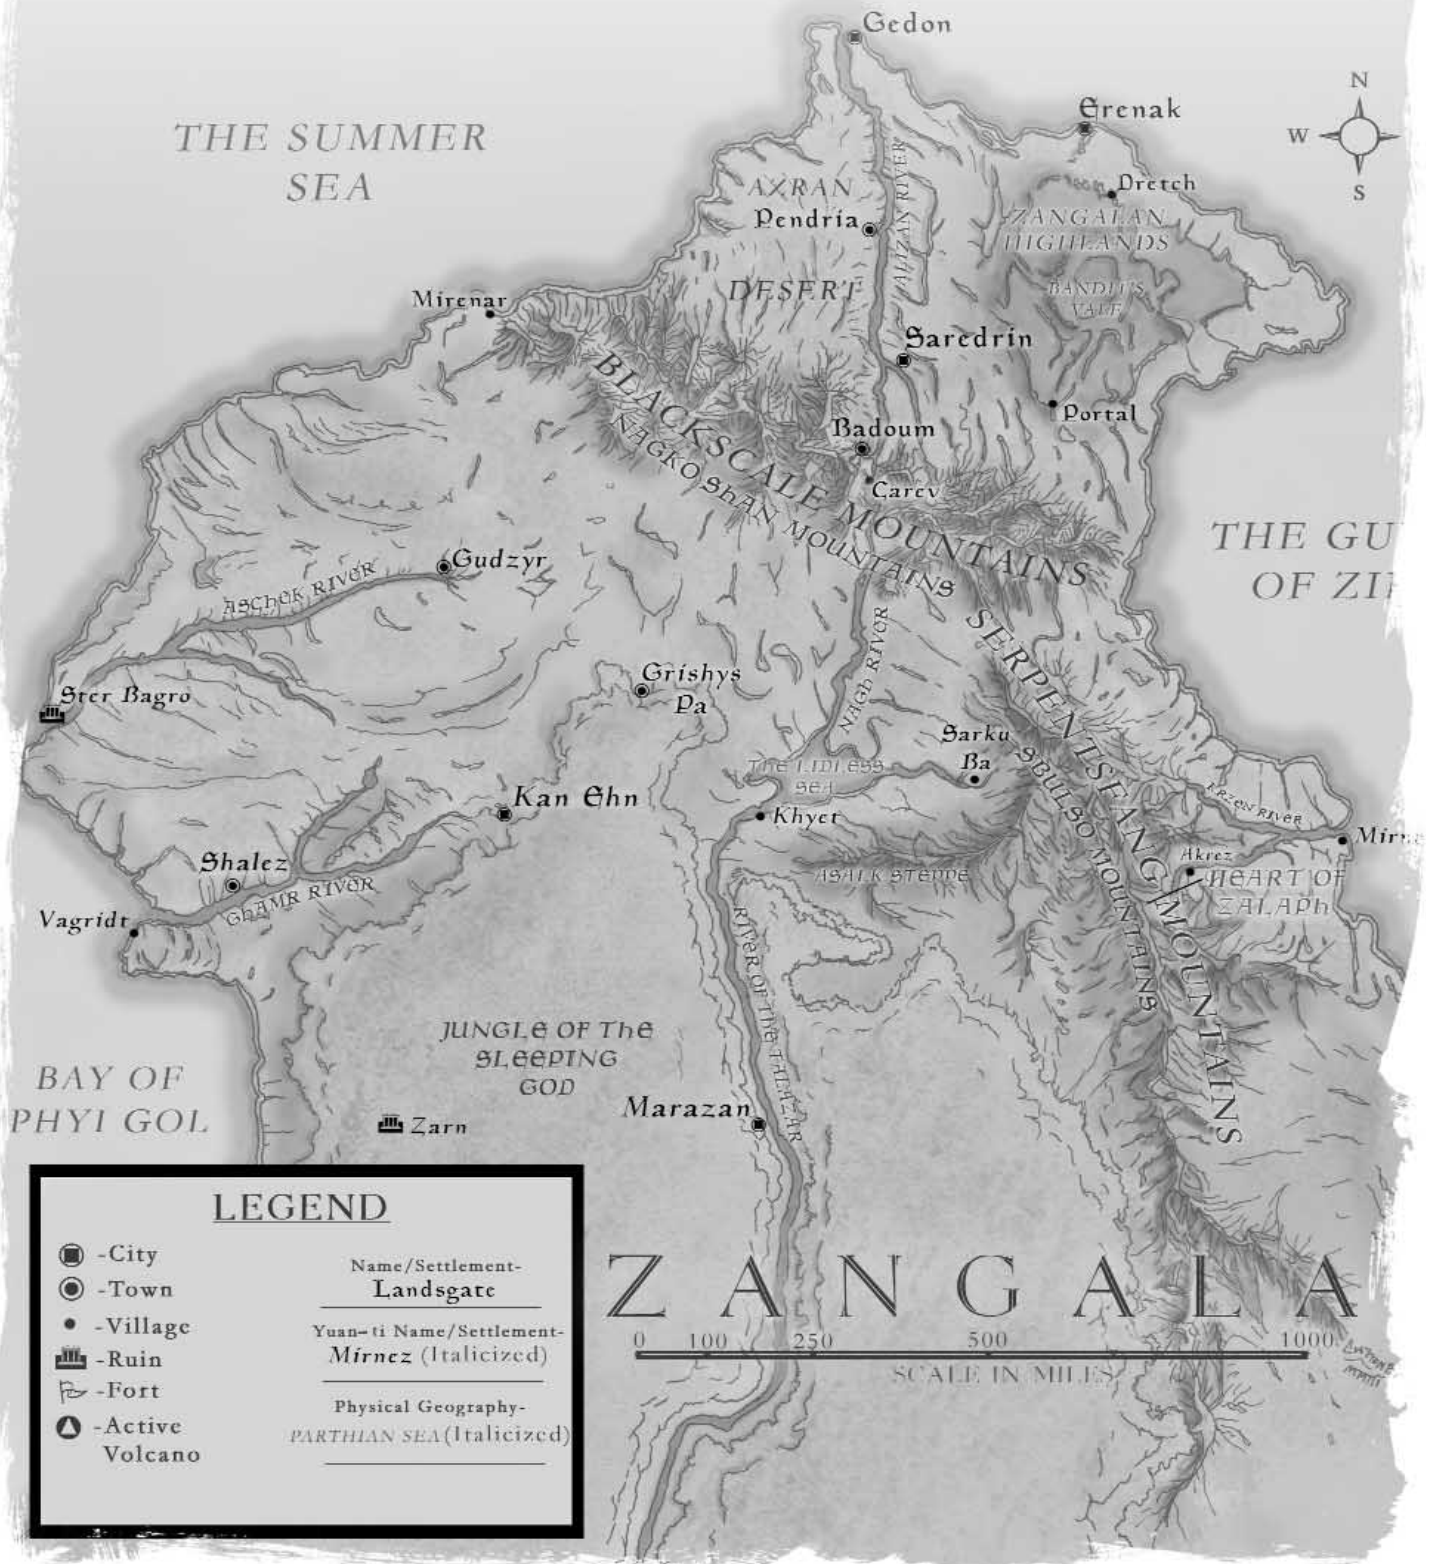 Gedon
N
W
S
Erenak
THE SUMMER
SEA
Dretch
AXRAN
DESERT
Pendria
ALIZAN RIVER
ZANGALAN
HIGHLANDS
BANDIT'S
VALE
Mirenar
Saredrin
BLACKSCALE MOUNTAINS
NAGKO SHAN MOUNTAINS
Portal
Badoum
Carev
THE GU
OF ZI
Gudzyr
ASCHEK RIVER
NAGH RIVER
SERPENTSFANG MOUNTAINS
SBULSO MOUNTAINS
Grishys
Pa
Ster Bagro
Sarku
Ba
THE LIDLESS
SEA
Kan Ehn
Khyet
ERZEN RIVER
Mirne
Akrez
HEART OF
ZALAPH
Shalez
GHAMR RIVER
ASALK STEPPE
Vagridt
RIVER OF THE TALAZAR
JUNGLE OF THE
SLEEPING
GOD
BAY OF
PHYI GOL
Marazan
Zarn
LEGEND
-City
-Town
-Village
-Ruin
-Fort
-Active
Volcano
Name/Settlement-
Landsgate
Yuan-ti Name/Settlement-
Mirnez (Italicized)
Physical Geography-
PARTHIAN SEA (Italicized)
ZANGALA
0 100 250 500 1000
SCALE IN MILES